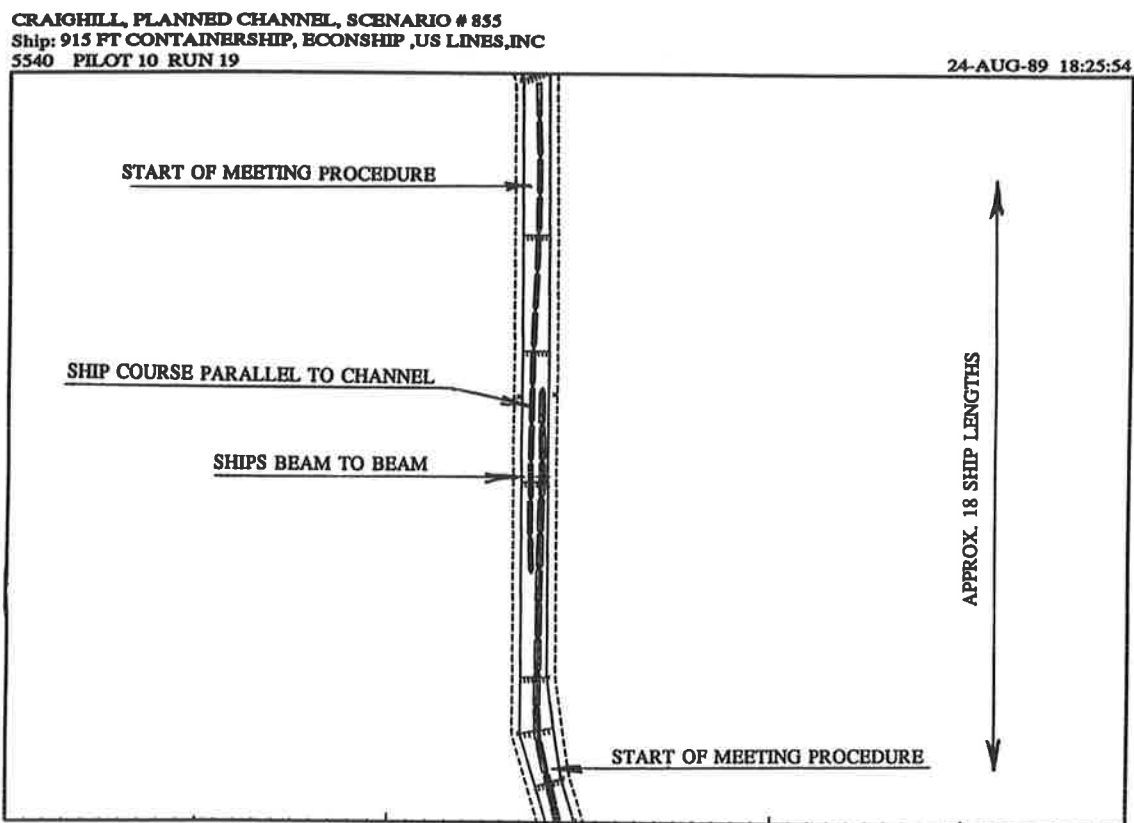 CRAIGHILL, PLANNED CHANNEL, SCENARIO # 855
Ship: 915 FT CONTAINERSHIP, ECONSHIP ,US LINES,INC
5540 PILOT 10 RUN 19
24-AUG-89 18:25:54
START OF MEETING PROCEDURE
SHIP COURSE PARALLEL TO CHANNEL
SHIPS BEAM TO BEAM
APPROX. 18 SHIP LENGTHS
START OF MEETING PROCEDURE